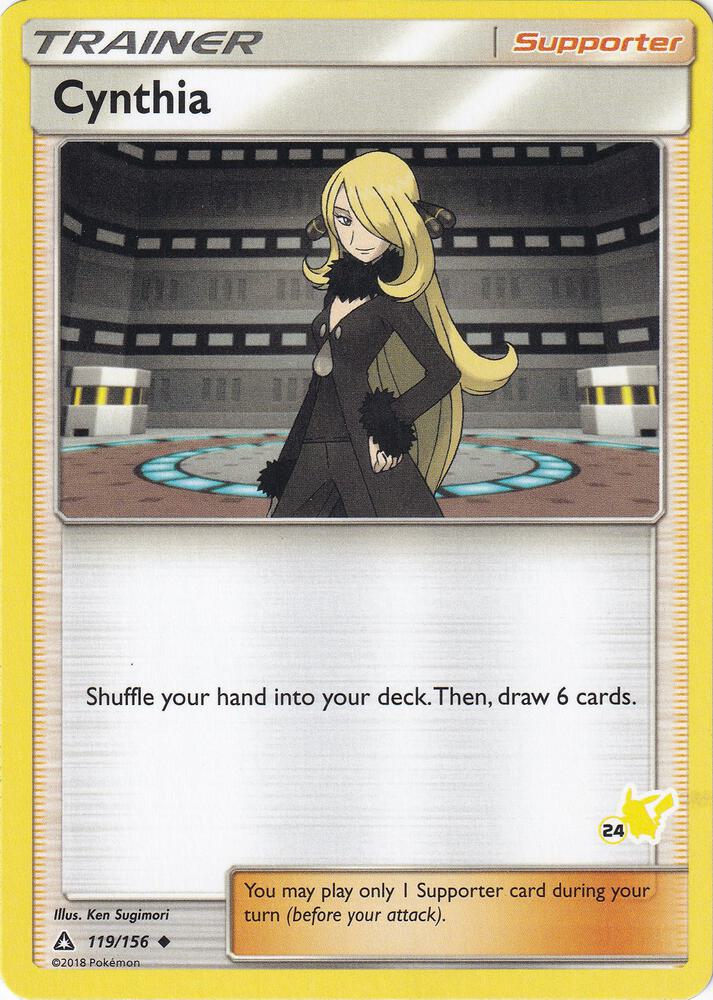 TRAINER
Supporter
Cynthia
Shuffle your hand into your deck. Then, draw 6 cards.
24
You may play only 1 Supporter card during your
turn (before your attack).
Illus. Ken Sugimori
119/156 ◆
©2018 Pokémon